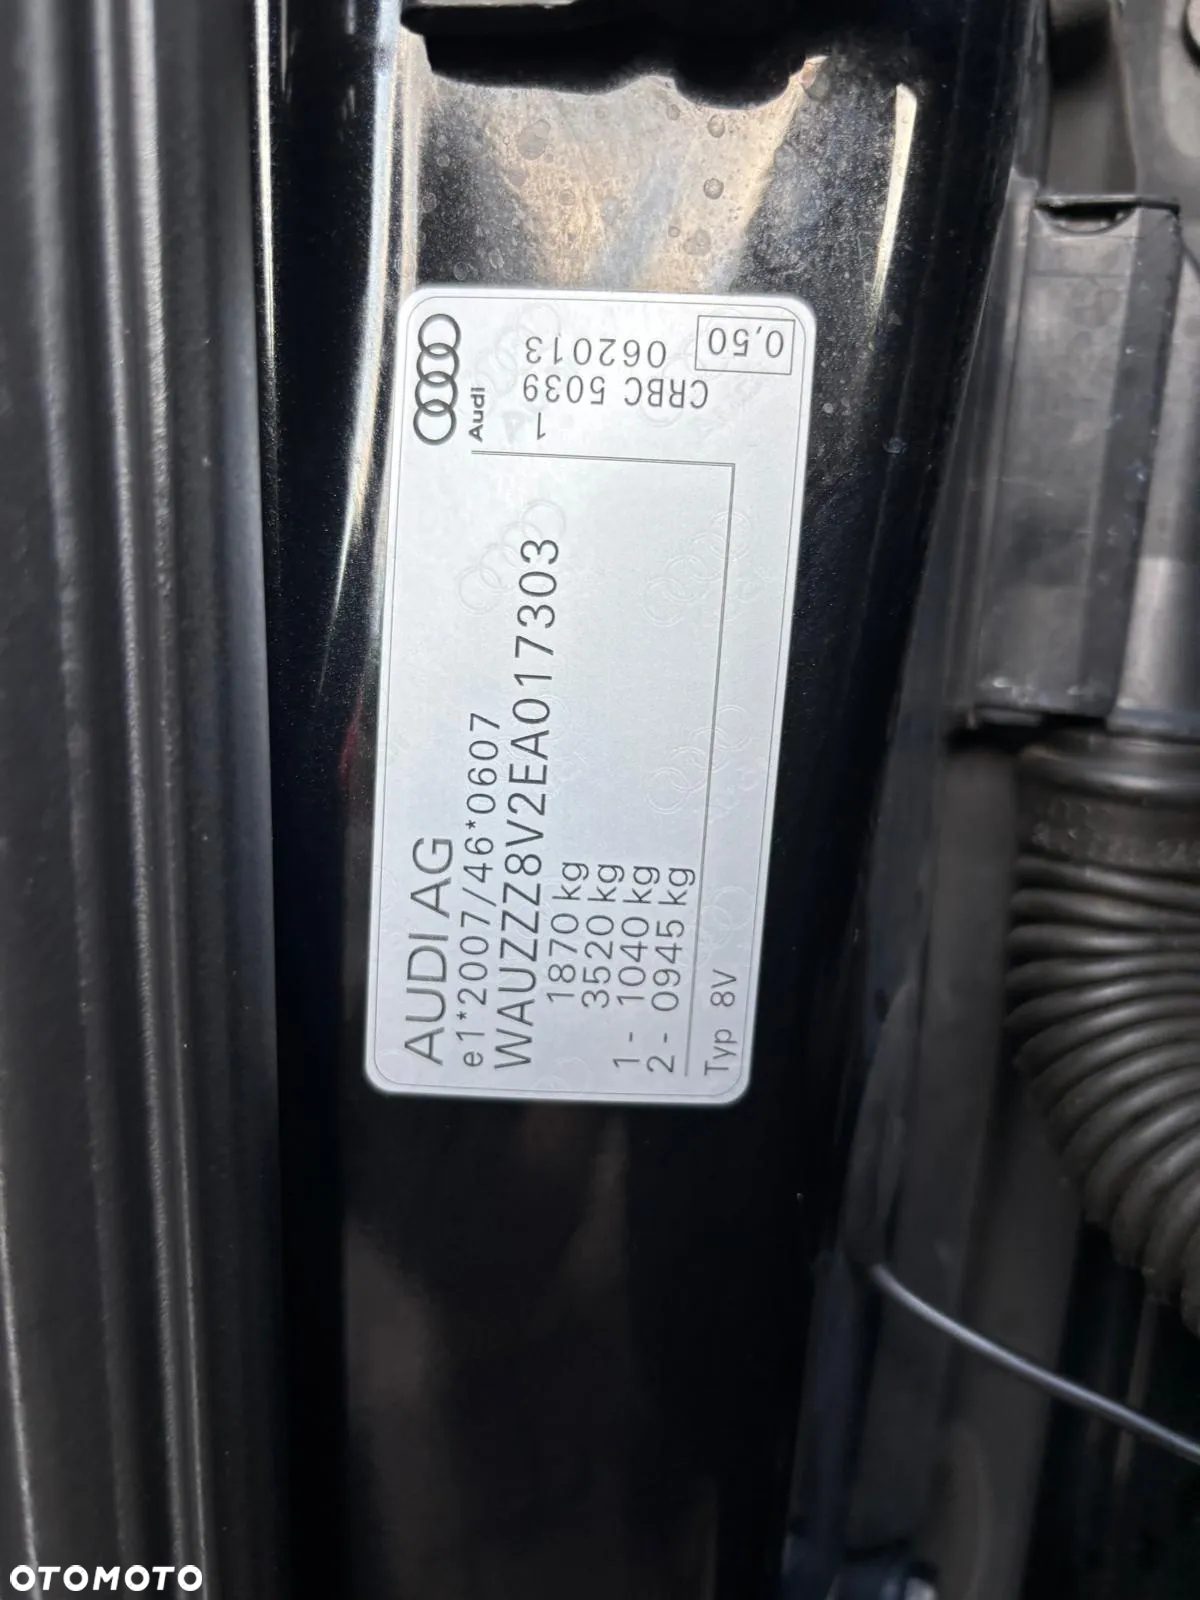 AUDI AG
e1*2007/46*0607
WAUZZZ8V2EA017303
1870 kg
3520 kg
1 - 1040 kg
2 - 0945 kg
Typ 8V
Audi
1
CRBC 5039
062013
0,50
OTOMOTO